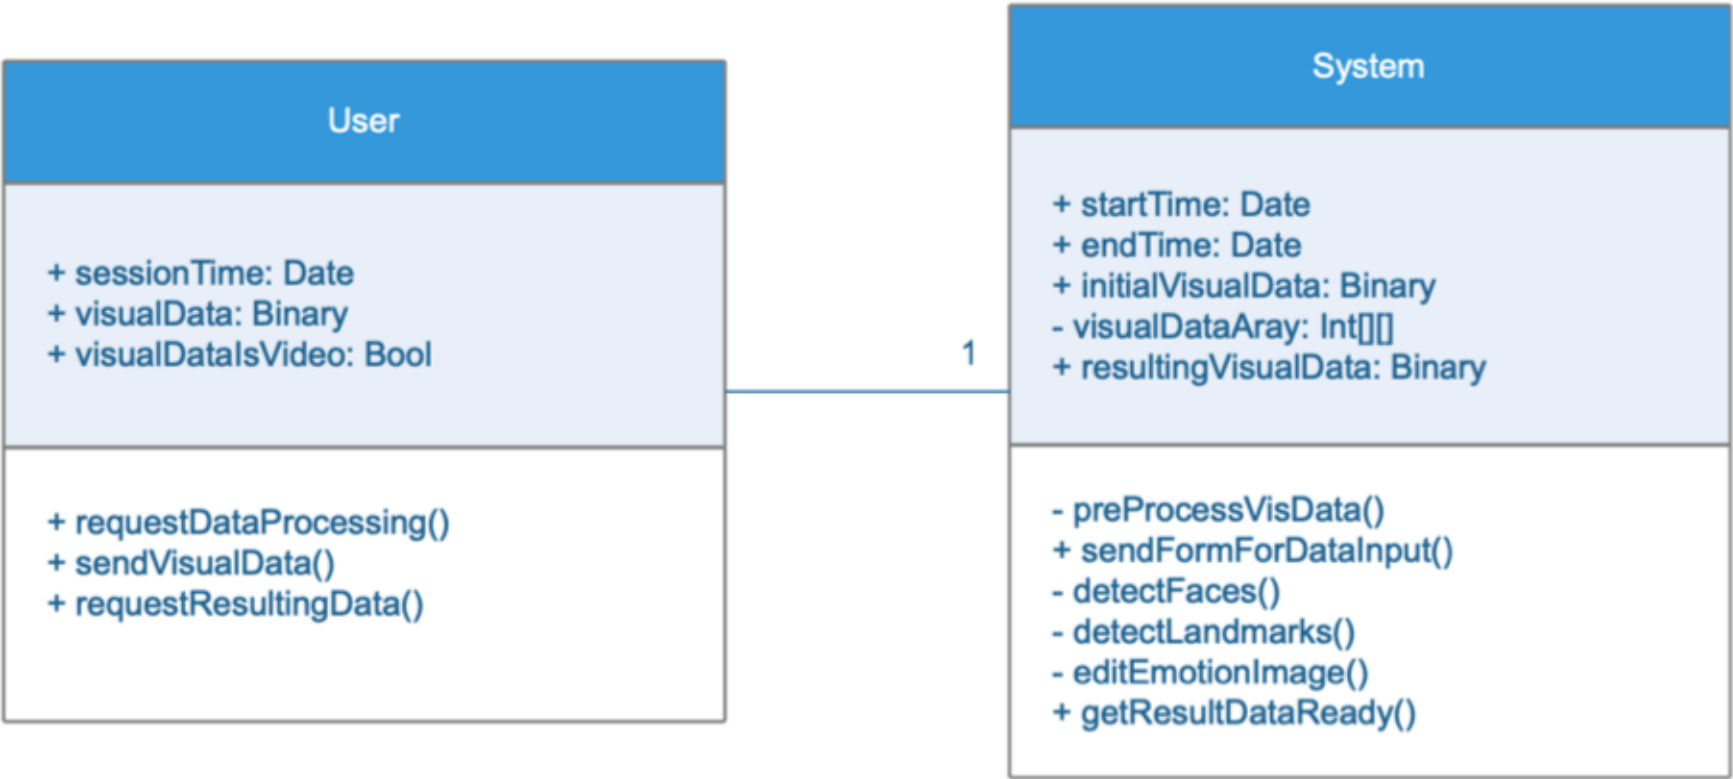 User
+ sessionTime: Date
+ visualData: Binary
+ visualDataIsVideo: Bool
+ requestDataProcessing()
+ sendVisualData()
+ requestResultingData()
1
System
+ startTime: Date
+ endTime: Date
+ initialVisualData: Binary
- visualDataAray: Int[][]
+ resultingVisualData: Binary
- preProcessVisData()
+ sendFormForDataInput()
- detectFaces()
- detectLandmarks()
- editEmotionImage()
+ getResultDataReady()